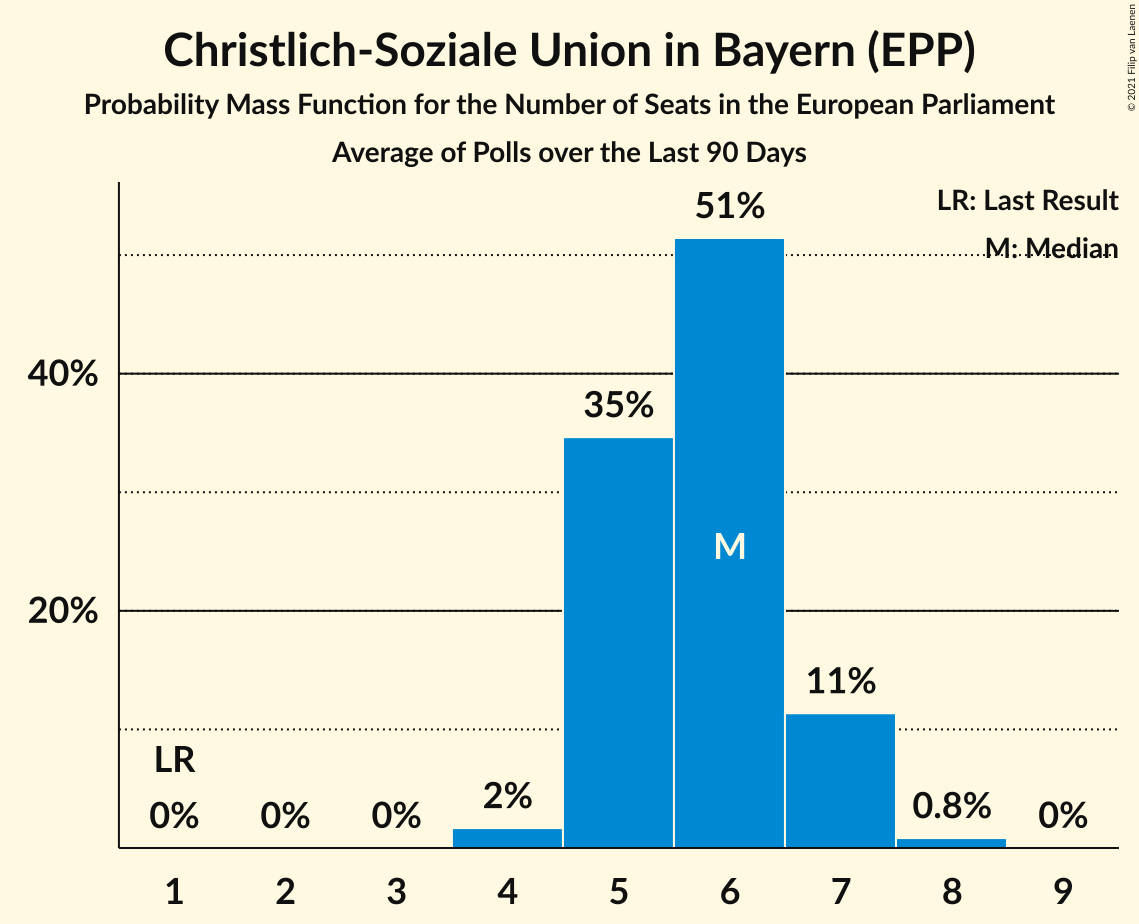 Christlich-Soziale Union in Bayern (EPP)
Probability Mass Function for the Number of Seats in the European Parliament
Average of Polls over the Last 90 Days
© 2021 Filip van Laenen
LR: Last Result
M: Median
51%
40%
35%
M
20%
11%
LR
0%
0%
0%
2%
0.8%
0%
1 2 3 4 5 6 7 8 9